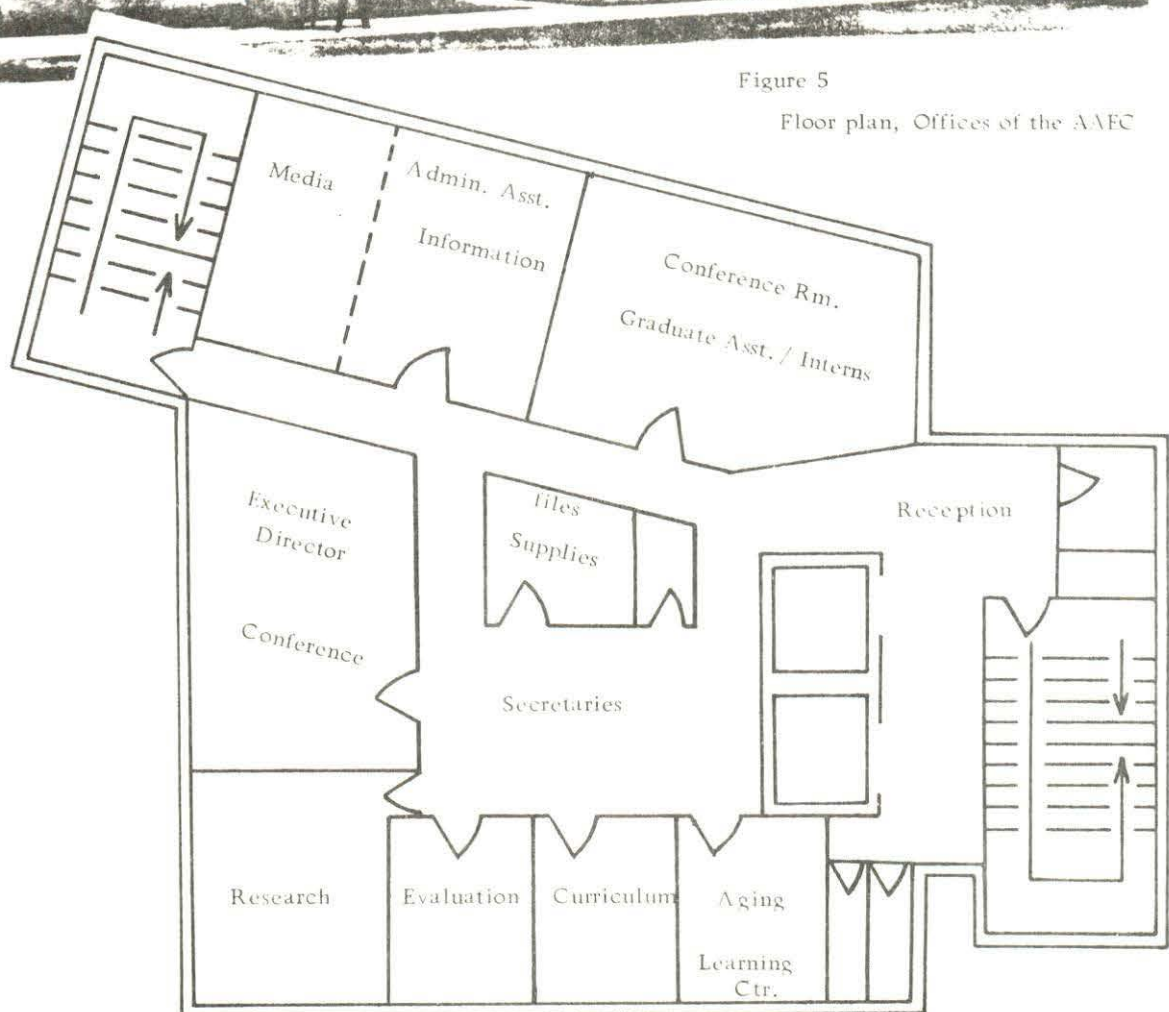 Figure 5
Floor plan, Offices of the AAEC
Media
Admin. Asst.
Information
Conference Rm.
Graduate Asst. / Interns
Executive
Director
Conference
files
Supplies
Reception
Secretaries
Research
Evaluation
Curriculum
Aging
Learning
Ctr.